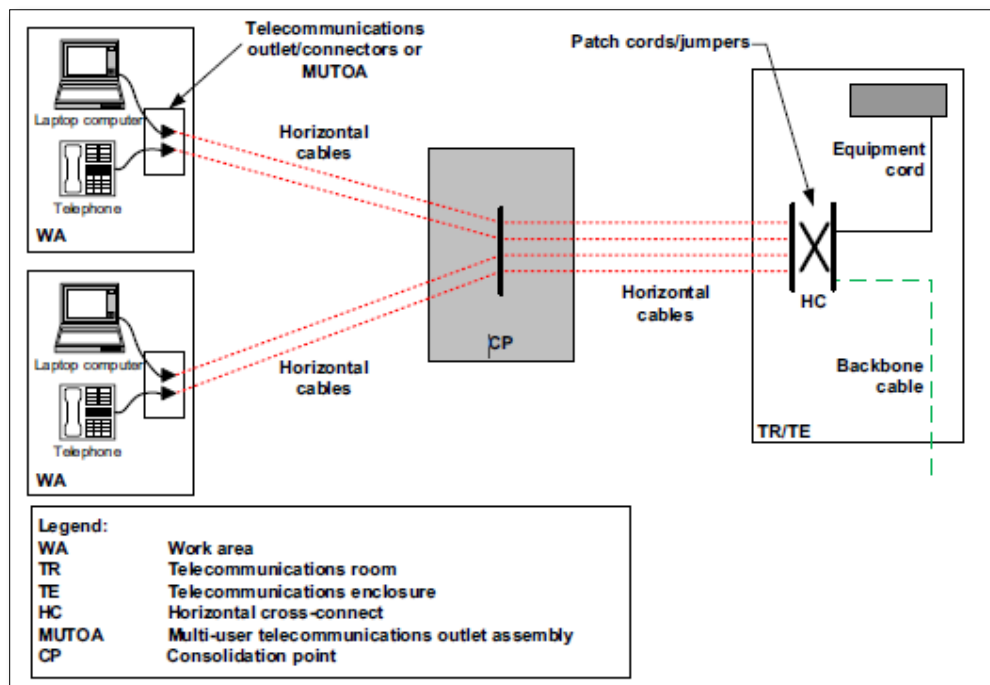 Telecommunications
outlet/connectors or
MUTOA
Patch cords/jumpers
Laptop computer
Telephone
WA
Horizontal
cables
Equipment
cord
HC
Horizontal
cables
CP
Backbone
cable
TR/TE
Laptop computer
Telephone
WA
Horizontal
cables
Legend:
WA Work area
TR Telecommunications room
TE Telecommunications enclosure
HC Horizontal cross-connect
MUTOA Multi-user telecommunications outlet assembly
CP Consolidation point